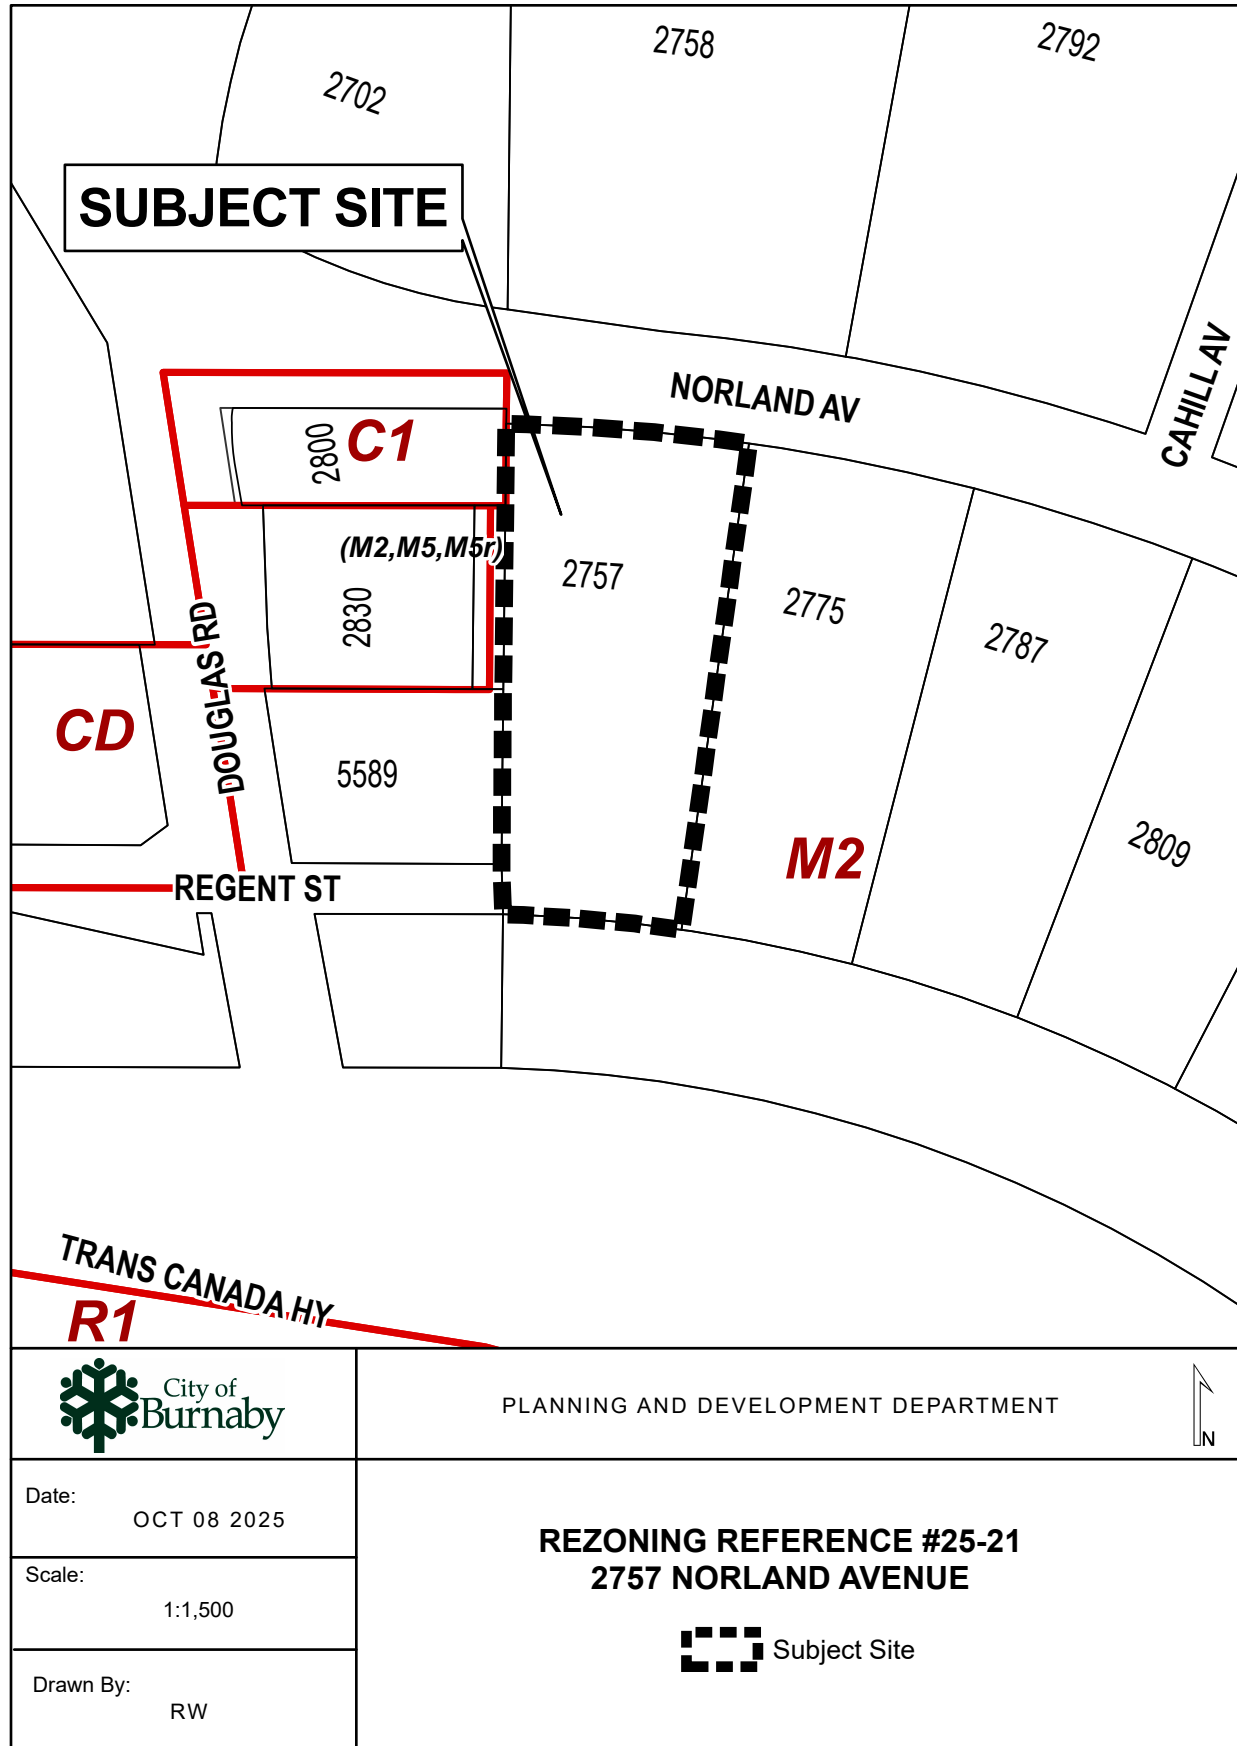 2702
2758
2792
SUBJECT SITE
NORLAND AV
CAHILL AV
2800
C1
(M2,M5,M5r)
2830
2757
2775
2787
DOUGLAS RD
CD
5589
M2
2809
REGENT ST
TRANS CANADA HY
R1
City of
Burnaby
PLANNING AND DEVELOPMENT DEPARTMENT
N
Date:
OCT 08 2025
Scale:
1:1,500
Drawn By:
RW
REZONING REFERENCE #25-21
2757 NORLAND AVENUE
Subject Site